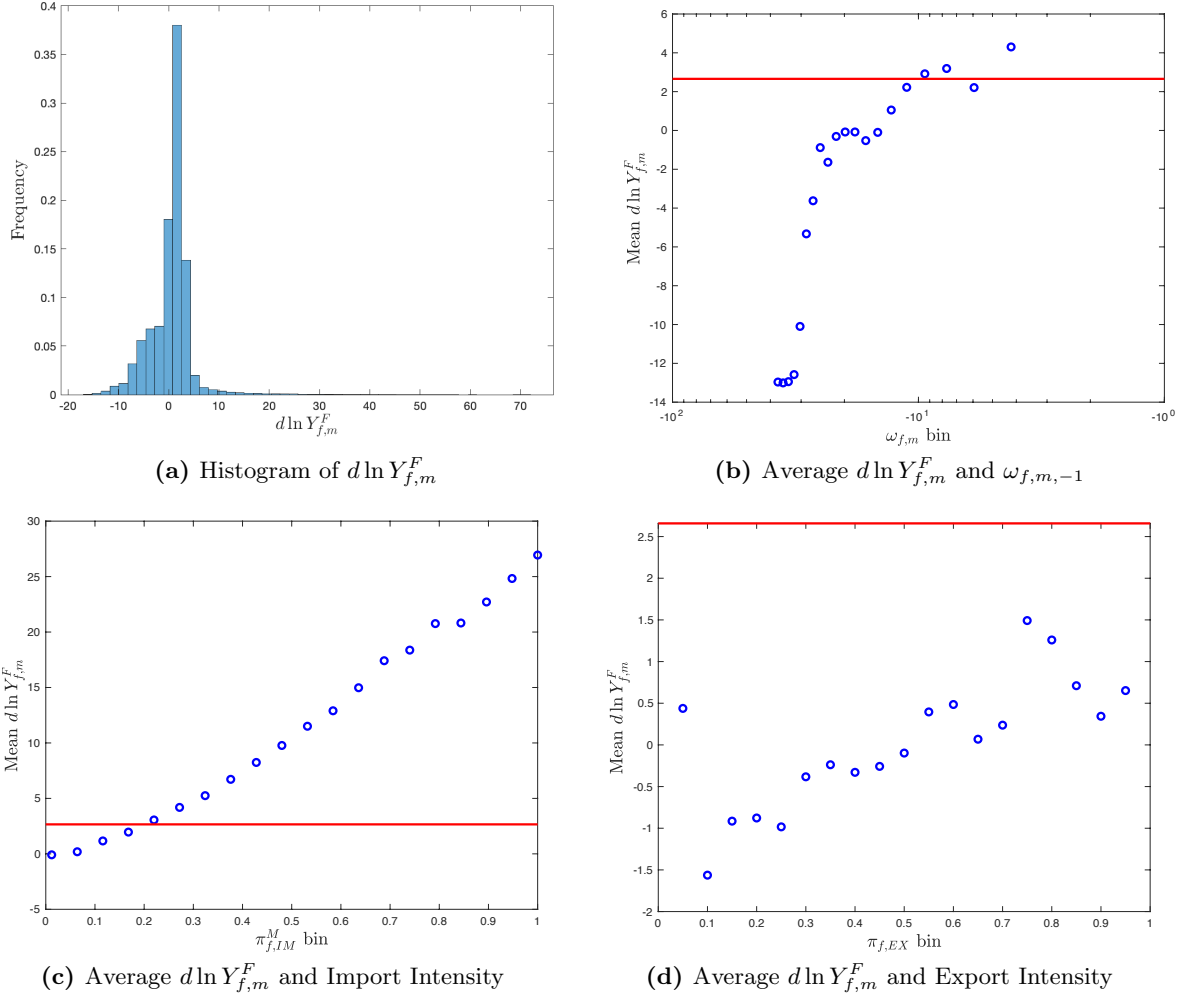 0.4
0.35
0.3
0.25
0.2
0.15
0.1
0.05
0
Frequency
-20 -10 0 10 20 30 40 50 60 70
d ln Y^F_{f,m}
(a) Histogram of d ln Y^F_{f,m}
6
4
2
0
-2
-4
-6
-8
-10
-12
-14
Mean d ln Y^F_{f,m}
-10^2 -10^1 -10^0
ω_{f,m} bin
(b) Average d ln Y^F_{f,m} and ω_{f,m,-1}
30
25
20
15
10
5
0
-5
Mean d ln Y^F_{f,m}
0 0.1 0.2 0.3 0.4 0.5 0.6 0.7 0.8 0.9 1
π^M_{f,IM} bin
(c) Average d ln Y^F_{f,m} and Import Intensity
2.5
2
1.5
1
0.5
0
-0.5
-1
-1.5
-2
Mean d ln Y^F_{f,m}
0.1 0.2 0.3 0.4 0.5 0.6 0.7 0.8 0.9 1
π_{f,EX} bin
(d) Average d ln Y^F_{f,m} and Export Intensity